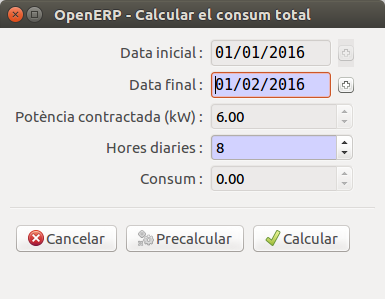 OpenERP - Calcular el consum total
Data inicial : 01/01/2016
Data final : 01/02/2016
Potència contractada (kW) : 6.00
Hores diaries : 8
Consum : 0.00
Cancelar Precalcular Calcular